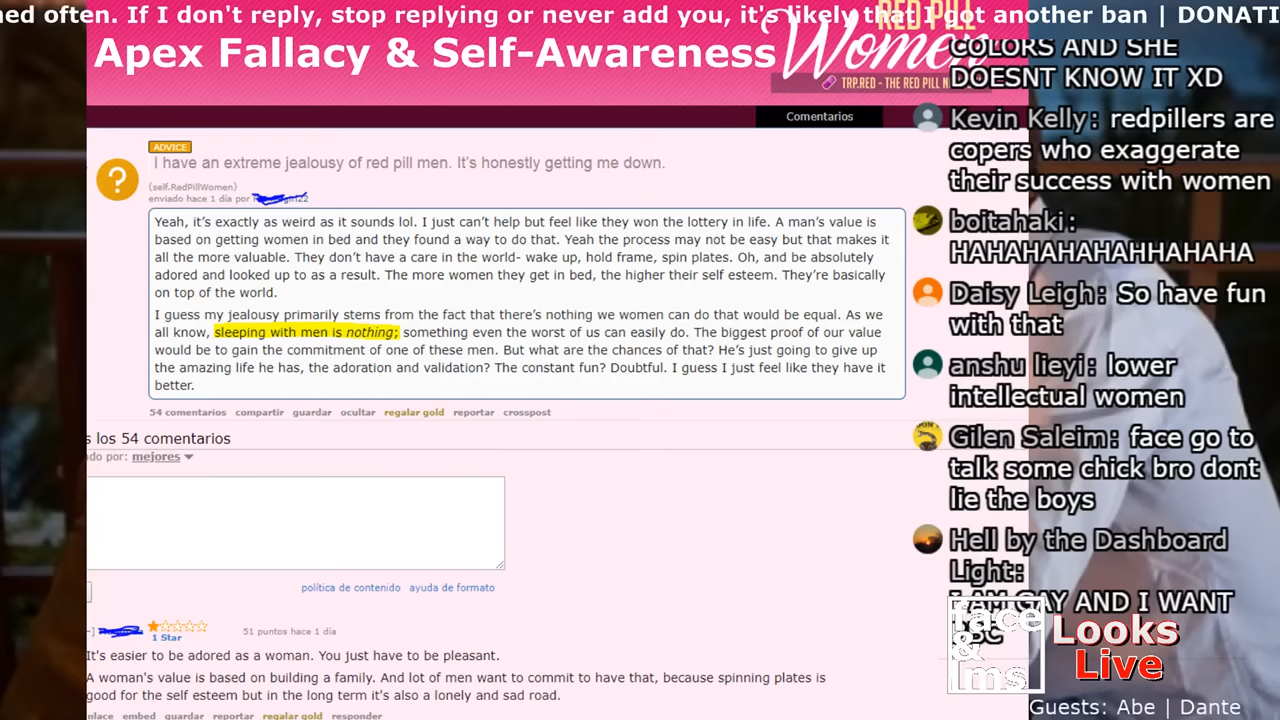 ned often. If I don't reply, stop replying or never add you, it's likely that I got another ban | DONATI
RED PILL
Women
Apex Fallacy & Self-Awareness
TRP.RED - THE RED PILL N
Comentarios
ADVICE
I have an extreme jealousy of red pill men. It's honestly getting me down.
(self.RedPillWomen)
enviado hace 1 día por
Yeah, it's exactly as weird as it sounds lol. I just can't help but feel like they won the lottery in life. A man's value is
based on getting women in bed and they found a way to do that. Yeah the process may not be easy but that makes it
all the more valuable. They don't have a care in the world- wake up, hold frame, spin plates. Oh, and be absolutely
adored and looked up to as a result. The more women they get in bed, the higher their self esteem. They're basically
on top of the world.
I guess my jealousy primarily stems from the fact that there's nothing we women can do that would be equal. As we
all know, sleeping with men is nothing; something even the worst of us can easily do. The biggest proof of our value
would be to gain the commitment of one of these men. But what are the chances of that? He's just going to give up
the amazing life he has, the adoration and validation? The constant fun? Doubtful. I guess I just feel like they have it
better.
54 comentarios compartir guardar ocultar regalar gold reportar crosspost
s los 54 comentarios
do por: mejores
política de contenido ayuda de formato
1 Star
51 puntos hace 1 día
It's easier to be adored as a woman. You just have to be pleasant.
A woman's value is based on building a family. And lot of men want to commit to have that, because spinning plates is
good for the self esteem but in the long term it's also a lonely and sad road.
nlace embed guardar reportar regalar gold responder
COLORS AND SHE
DOESNT KNOW IT XD
Kevin Kelly: redpillers are
copers who exaggerate
their success with women
boitahaki:
HAHAHAHAHAHHAHAHA
Daisy Leigh: So have fun
with that
anshu lieyi: lower
intellectual women
Gilen Saleim: face go to
talk some chick bro dont
lie the boys
Hell by the Dashboard
Light:
I AM GAY AND I WANT
face
&
lms
Looks
Live
Guests: Abe | Dante